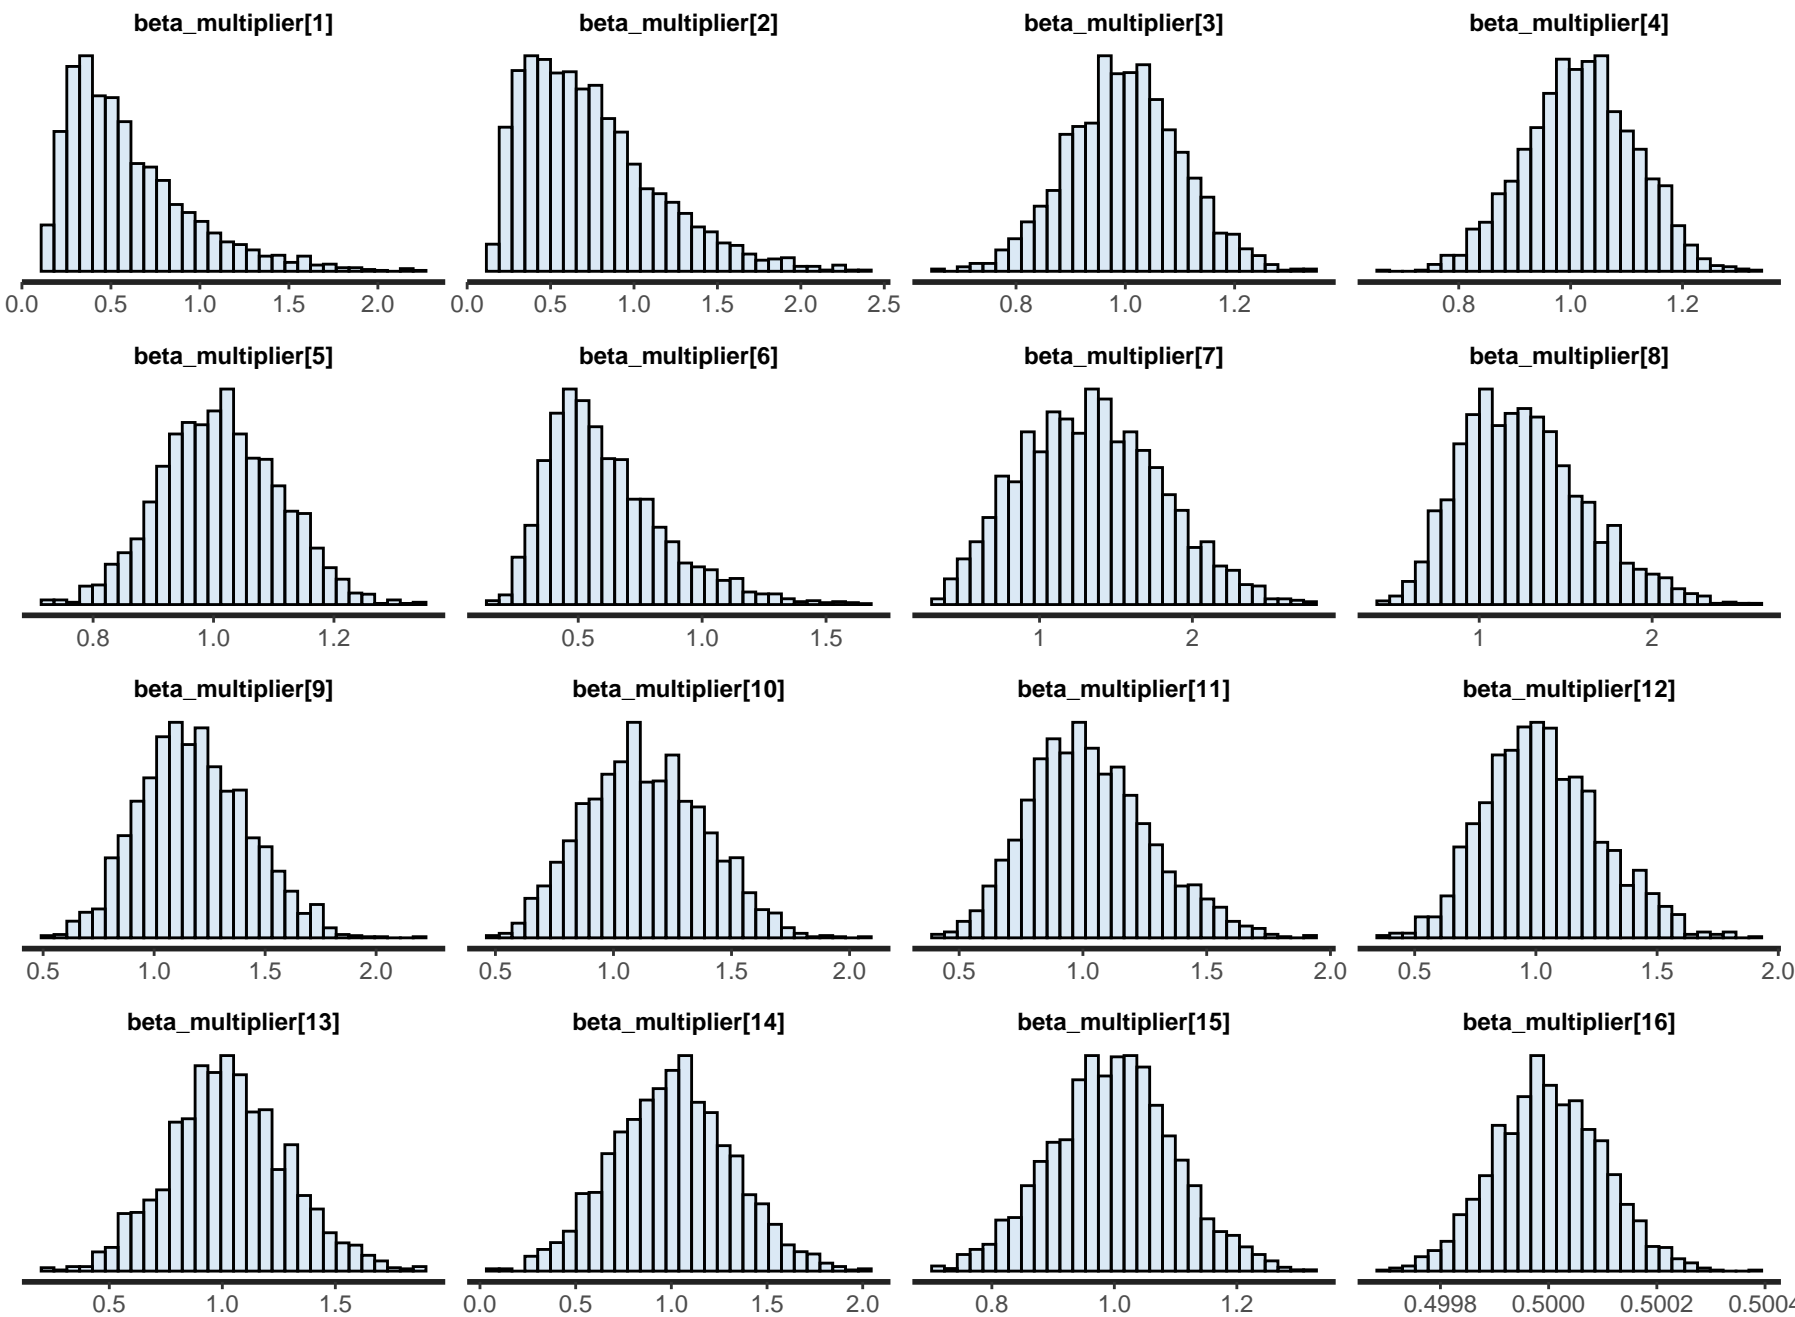 beta_multiplier[1] beta_multiplier[2] beta_multiplier[3] beta_multiplier[4]
0.0 0.5 1.0 1.5 2.0 0.0 0.5 1.0 1.5 2.0 2.5 0.8 1.0 1.2 0.8 1.0 1.2
beta_multiplier[5] beta_multiplier[6] beta_multiplier[7] beta_multiplier[8]
0.8 1.0 1.2 0.5 1.0 1.5 1 2 1 2
beta_multiplier[9] beta_multiplier[10] beta_multiplier[11] beta_multiplier[12]
0.5 1.0 1.5 2.0 0.5 1.0 1.5 2.0 0.5 1.0 1.5 2.0 0.5 1.0 1.5 2.0
beta_multiplier[13] beta_multiplier[14] beta_multiplier[15] beta_multiplier[16]
0.5 1.0 1.5 0.0 0.5 1.0 1.5 2.0 0.8 1.0 1.2 0.4998 0.5000 0.5002 0.5004